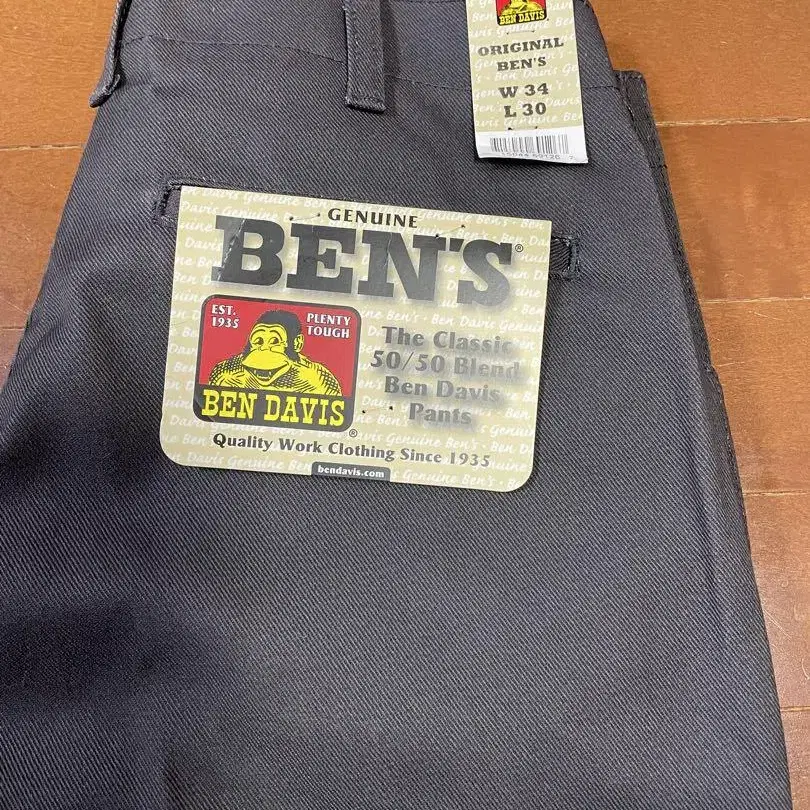 BEN DAVIS
ORIGINAL
BEN'S
W 34
L 30
GENUINE
BEN'S®
EST.
1935
PLENTY
TOUGH
BEN DAVIS®
The Classic
50/50 Blend
Ben Davis
Pants
Quality Work Clothing Since 1935
bendavis.com